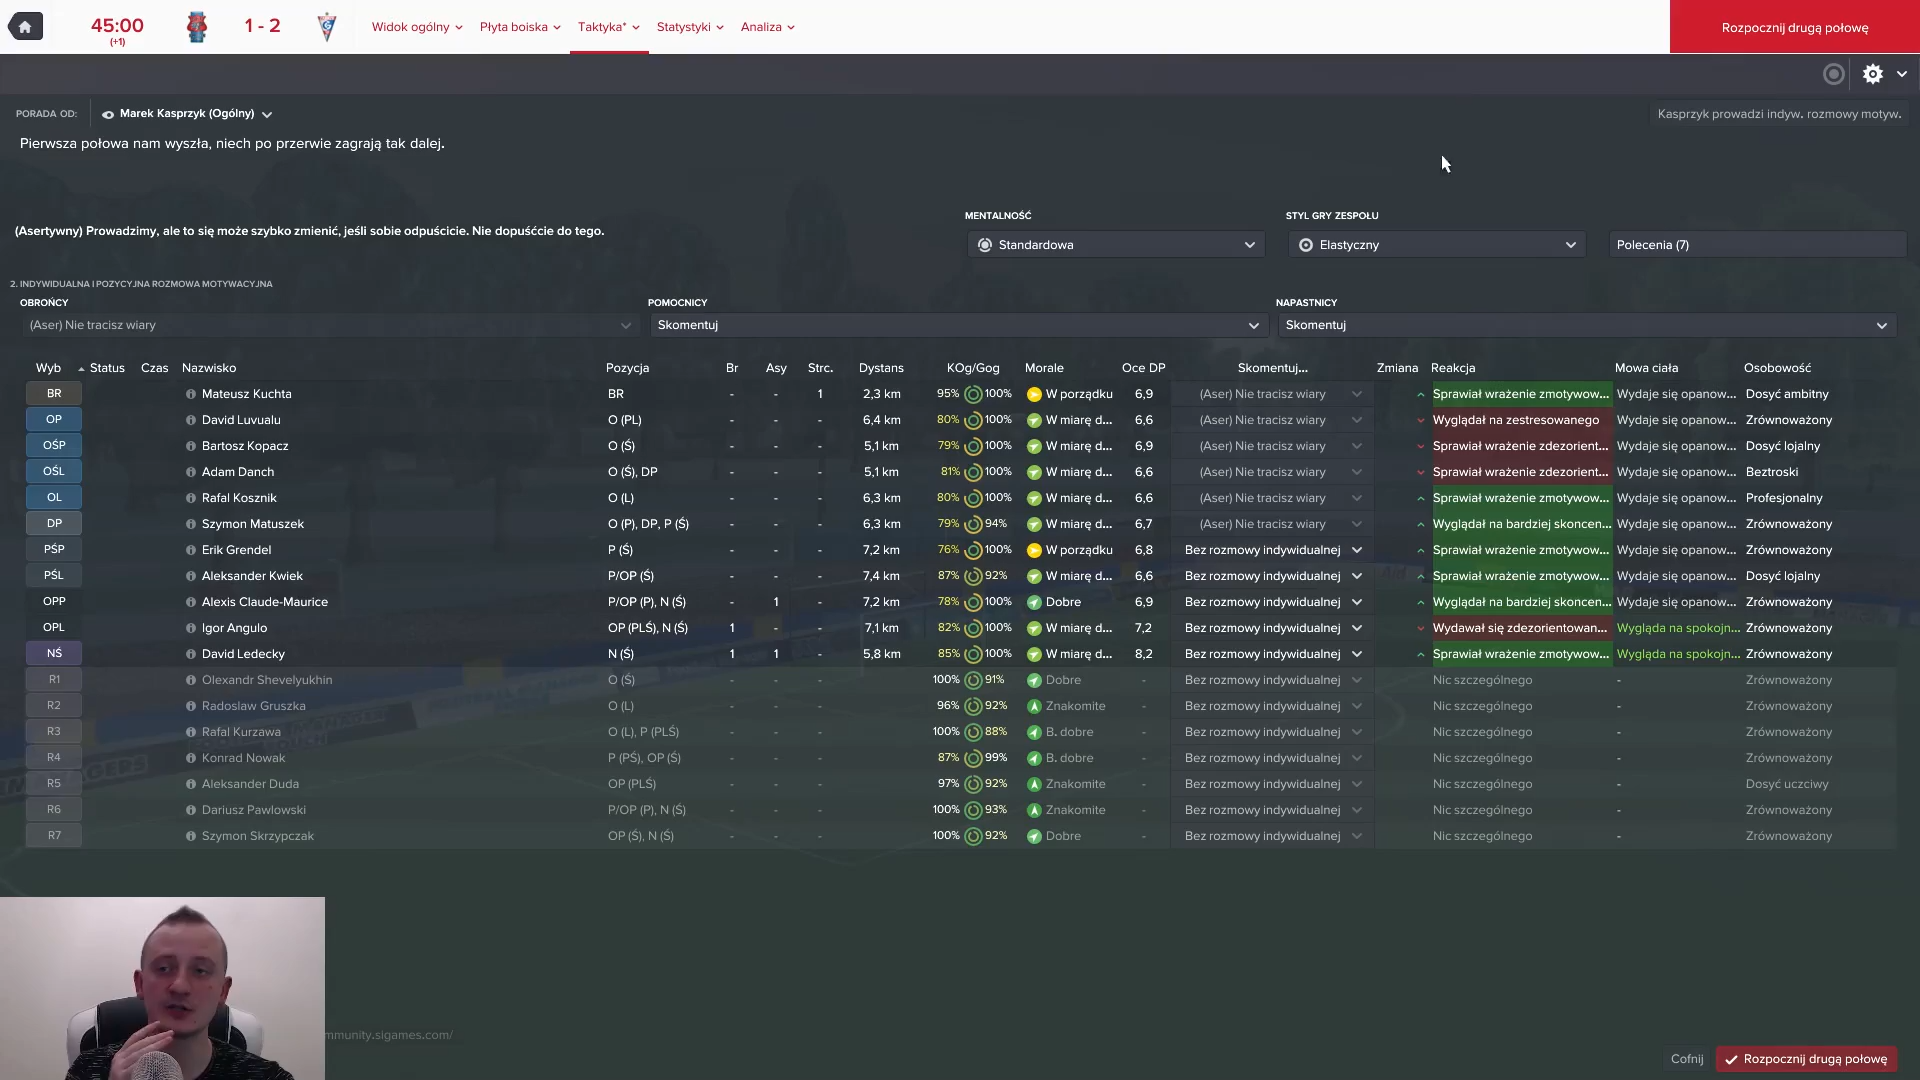 45:00
(+1)
1 - 2
Widok ogólny
Płyta boiska
Taktyka*
Statystyki
Analiza
Rozpocznij drugą połowę
PORADA OD:
Marek Kasprzyk (Ogólny)
Kasprzyk prowadzi indyw. rozmowy motyw.
Pierwsza połowa nam wyszła, niech po przerwie zagrają tak dalej.
MENTALNOŚĆ
STYL GRY ZESPOŁU
(Asertywny) Prowadzimy, ale to się może szybko zmienić, jeśli sobie odpuścicie. Nie dopuśćcie do tego.
Standardowa
Elastyczny
Polecenia (7)
2. INDYWIDUALNA I POZYCYJNA ROZMOWA MOTYWACYJNA
OBROŃCY
POMOCNICY
NAPASTNICY
(Aser) Nie tracisz wiary
Skomentuj
Skomentuj
Wyb Status Czas Nazwisko Pozycja Br Asy Strc. Dystans KOg/Gog Morale Oce DP Skomentuj... Zmiana Reakcja Mowa ciała Osobowość
BR Mateusz Kuchta BR - - 1 2,3 km 95% 100% W porządku 6,9 (Aser) Nie tracisz wiary Sprawiał wrażenie zmotywow... Wydaje się opanow... Dosyć ambitny
OP David Luvualu O (PL) - - - 6,4 km 80% 100% W miarę d... 6,6 (Aser) Nie tracisz wiary Wyglądał na zestresowanego Wydaje się opanow... Zrównoważony
OŚP Bartosz Kopacz O (Ś) - - - 5,1 km 79% 100% W miarę d... 6,9 (Aser) Nie tracisz wiary Sprawiał wrażenie zdezorient... Wydaje się opanow... Dosyć lojalny
OŚL Adam Danch O (Ś), DP - - - 5,1 km 81% 100% W miarę d... 6,6 (Aser) Nie tracisz wiary Sprawiał wrażenie zdezorient... Wydaje się opanow... Beztroski
OL Rafal Kosznik O (L) - - - 6,3 km 80% 100% W miarę d... 6,6 (Aser) Nie tracisz wiary Sprawiał wrażenie zmotywow... Wydaje się opanow... Profesjonalny
DP Szymon Matuszek O (P), DP, P (Ś) - - - 6,3 km 79% 94% W miarę d... 6,7 (Aser) Nie tracisz wiary Wyglądał na bardziej skoncen... Wydaje się opanow... Zrównoważony
PŚP Erik Grendel P (Ś) - - - 7,2 km 76% 100% W porządku 6,8 Bez rozmowy indywidualnej Sprawiał wrażenie zmotywow... Wydaje się opanow... Zrównoważony
PŚL Aleksander Kwiek P/OP (Ś) - - - 7,4 km 87% 92% W miarę d... 6,6 Bez rozmowy indywidualnej Sprawiał wrażenie zmotywow... Wydaje się opanow... Dosyć lojalny
OPP Alexis Claude-Maurice P/OP (P), N (Ś) - 1 - 7,2 km 78% 100% Dobre 6,9 Bez rozmowy indywidualnej Wyglądał na bardziej skoncen... Wydaje się opanow... Zrównoważony
OPL Igor Angulo OP (PLŚ), N (Ś) 1 - - 7,1 km 82% 100% W miarę d... 7,2 Bez rozmowy indywidualnej Wydawał się zdezorientowan... Wygląda na spokojn... Zrównoważony
NŚ David Ledecky N (Ś) 1 1 - 5,8 km 85% 100% W miarę d... 8,2 Bez rozmowy indywidualnej Sprawiał wrażenie zmotywow... Wygląda na spokojn... Zrównoważony
R1 Olexandr Shevelyukhin O (Ś) - - - 100% 91% Dobre - Bez rozmowy indywidualnej Nic szczególnego - Zrównoważony
R2 Radoslaw Gruszka O (L) - - - 96% 92% Znakomite - Bez rozmowy indywidualnej Nic szczególnego - Zrównoważony
R3 Rafal Kurzawa O (L), P (PLŚ) - - - 100% 88% B. dobre - Bez rozmowy indywidualnej Nic szczególnego - Zrównoważony
R4 Konrad Nowak P (PŚ), OP (Ś) - - - 87% 99% B. dobre - Bez rozmowy indywidualnej Nic szczególnego - Zrównoważony
R5 Aleksander Duda OP (PLŚ) - - - 97% 92% Znakomite - Bez rozmowy indywidualnej Nic szczególnego - Dosyć uczciwy
R6 Dariusz Pawlowski P/OP (P), N (Ś) - - - 100% 93% Znakomite - Bez rozmowy indywidualnej Nic szczególnego - Zrównoważony
R7 Szymon Skrzypczak OP (Ś), N (Ś) - - - 100% 92% Dobre - Bez rozmowy indywidualnej Nic szczególnego - Zrównoważony
mmunity.sigames.com/
Cofnij
Rozpocznij drugą połowę